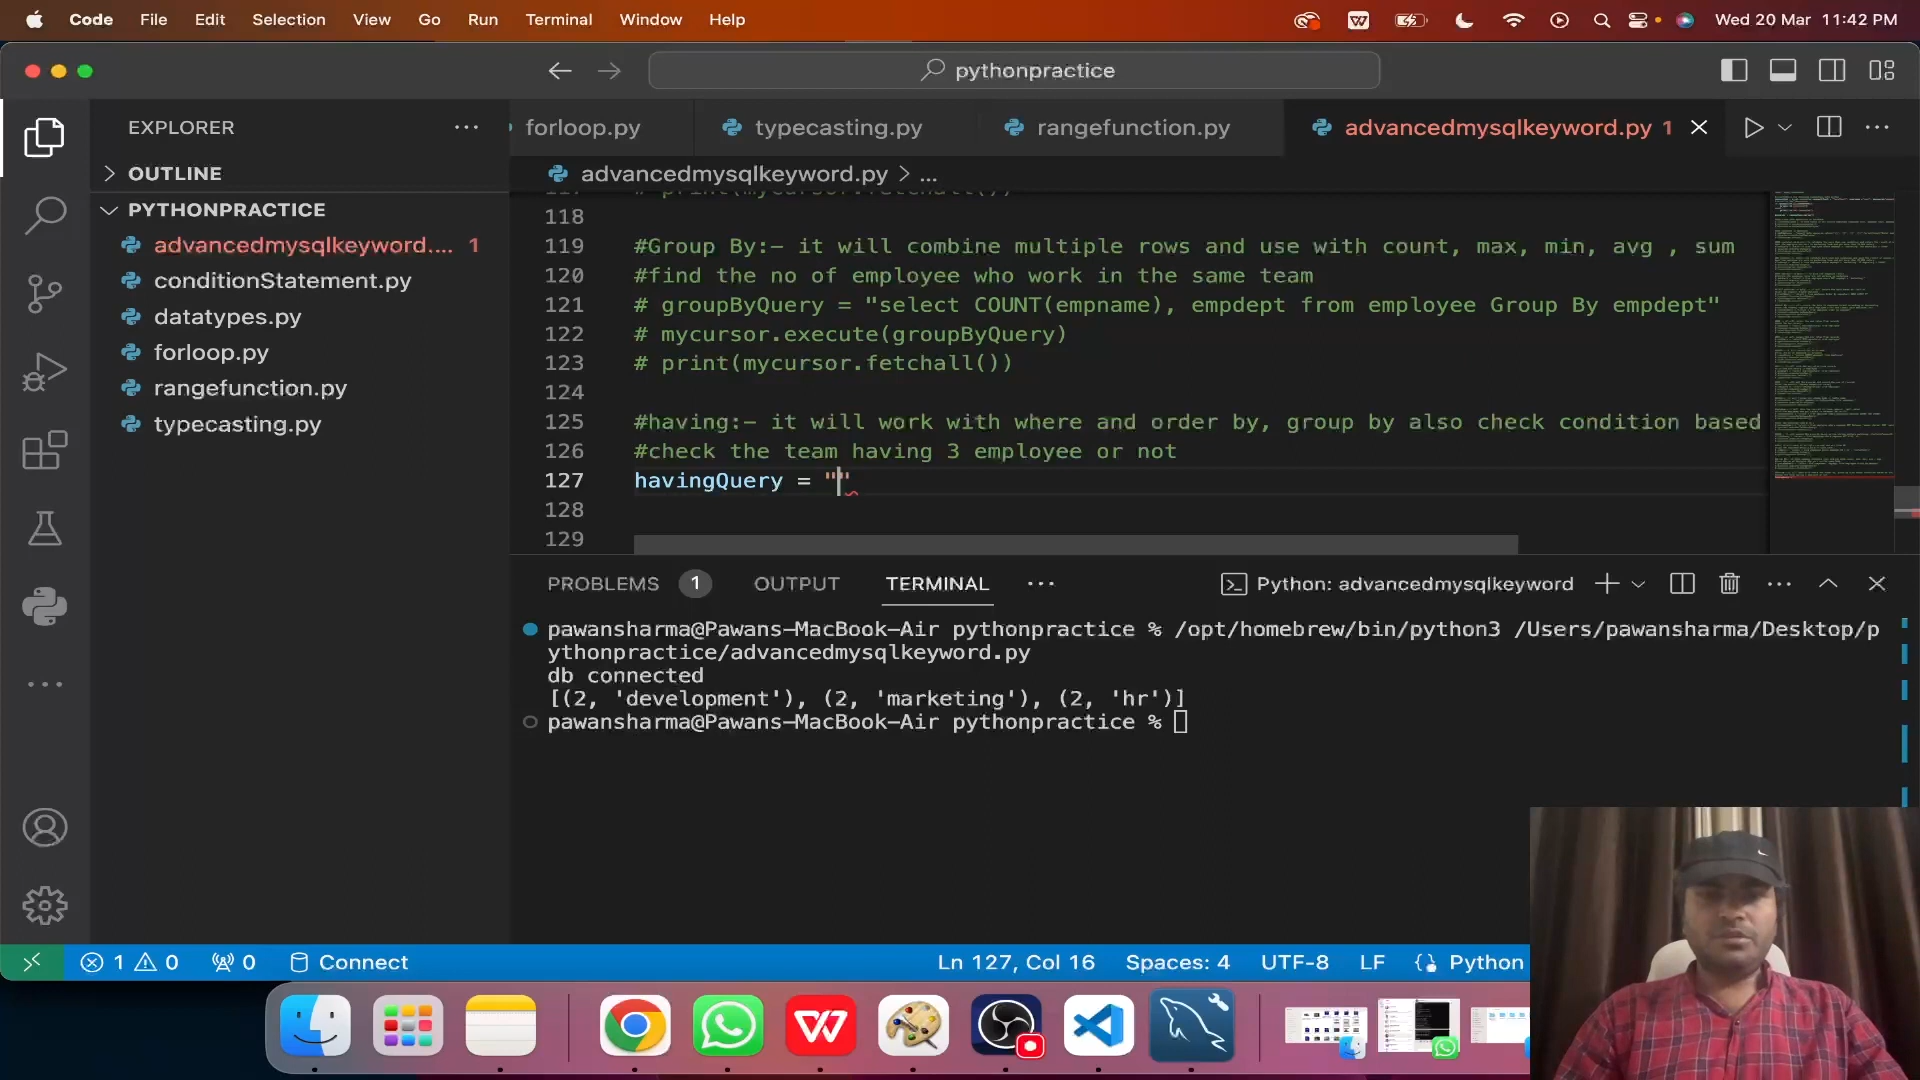 Code File Edit Selection View Go Run Terminal Window Help Wed 20 Mar 11:42 PM
pythonpractice
EXPLORER
forloop.py typecasting.py rangefunction.py advancedmysqlkeyword.py 1
OUTLINE
advancedmysqlkeyword.py > ...
PYTHONPRACTICE
advancedmysqlkeyword.... 1
conditionStatement.py
datatypes.py
forloop.py
rangefunction.py
typecasting.py
117 # print(mycursor.fetchall())
118
119 #Group By:- it will combine multiple rows and use with count, max, min, avg , sum
120 #find the no of employee who work in the same team
121 # groupByQuery = "select COUNT(empname), empdept from employee Group By empdept"
122 # mycursor.execute(groupByQuery)
123 # print(mycursor.fetchall())
124
125 #having:- it will work with where and order by, group by also check condition based
126 #check the team having 3 employee or not
127 havingQuery = ""
128
129
PROBLEMS 1 OUTPUT TERMINAL ... Python: advancedmysqlkeyword
pawansharma@Pawans-MacBook-Air pythonpractice % /opt/homebrew/bin/python3 /Users/pawansharma/Desktop/p
ythonpractice/advancedmysqlkeyword.py
db connected
[(2, 'development'), (2, 'marketing'), (2, 'hr')]
pawansharma@Pawans-MacBook-Air pythonpractice %
1 0 0 Connect Ln 127, Col 16 Spaces: 4 UTF-8 LF Python